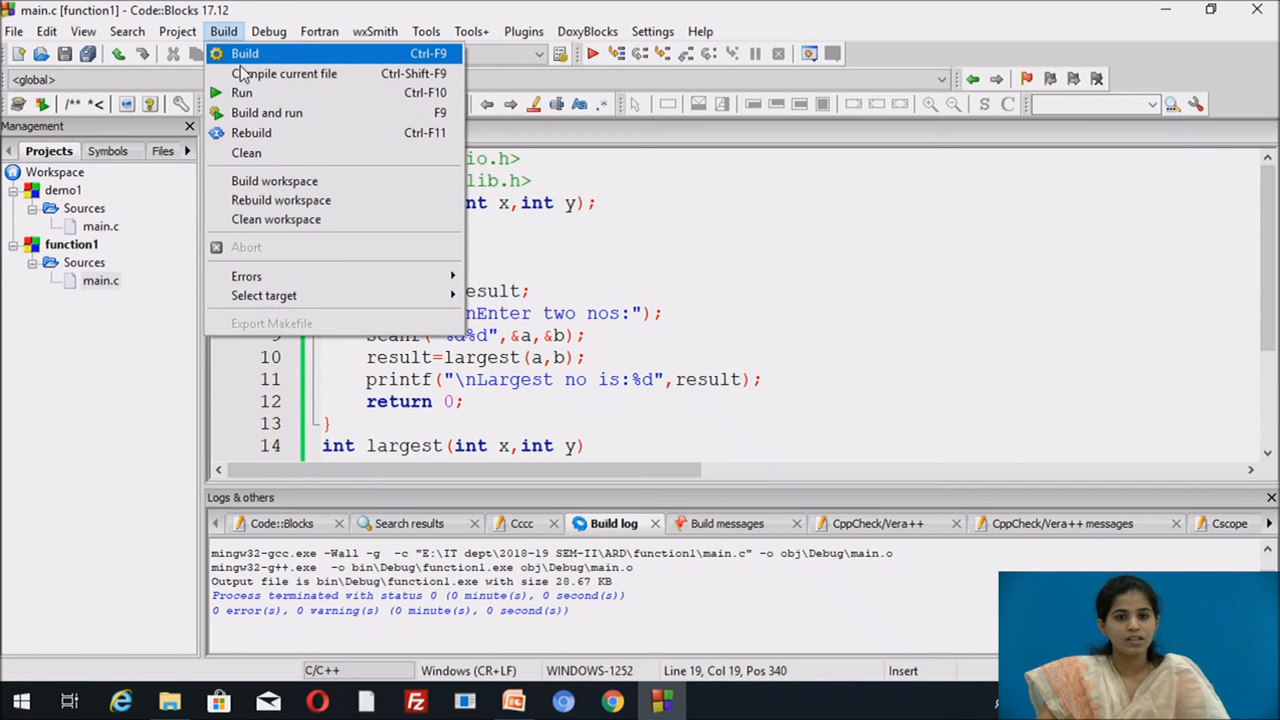 main.c [function1] - Code::Blocks 17.12
File Edit View Search Project Build Debug Fortran wxSmith Tools Tools+ Plugins DoxyBlocks Settings Help
Build Ctrl-F9
<global>
Compile current file Ctrl-Shift-F9
Run Ctrl-F10
/** *<
Build and run F9
Rebuild Ctrl-F11
Clean
Build workspace
Rebuild workspace
Clean workspace
Abort
Errors
Select target
Export Makefile
Management
Projects Symbols Files
Workspace
demo1
Sources
main.c
function1
Sources
main.c
io.h>
lib.h>
nt x,int y);
esult;
nEnter two nos:");
scanf("%d%d",&a,&b);
10 result=largest(a,b);
11 printf("\nLargest no is:%d",result);
12 return 0;
13 }
14 int largest(int x,int y)
Logs & others
Code::Blocks Search results Cccc Build log Build messages CppCheck/Vera++ CppCheck/Vera++ messages Cscope
mingw32-gcc.exe -Wall -g -c "E:\IT dept\2018-19 SEM-II\ARD\function1\main.c" -o obj\Debug\main.o
mingw32-g++.exe -o bin\Debug\function1.exe obj\Debug\main.o
Output file is bin\Debug\function1.exe with size 28.67 KB
Process terminated with status 0 (0 minute(s), 0 second(s))
0 error(s), 0 warning(s) (0 minute(s), 0 second(s))
C/C++ Windows (CR+LF) WINDOWS-1252 Line 19, Col 19, Pos 340 Insert